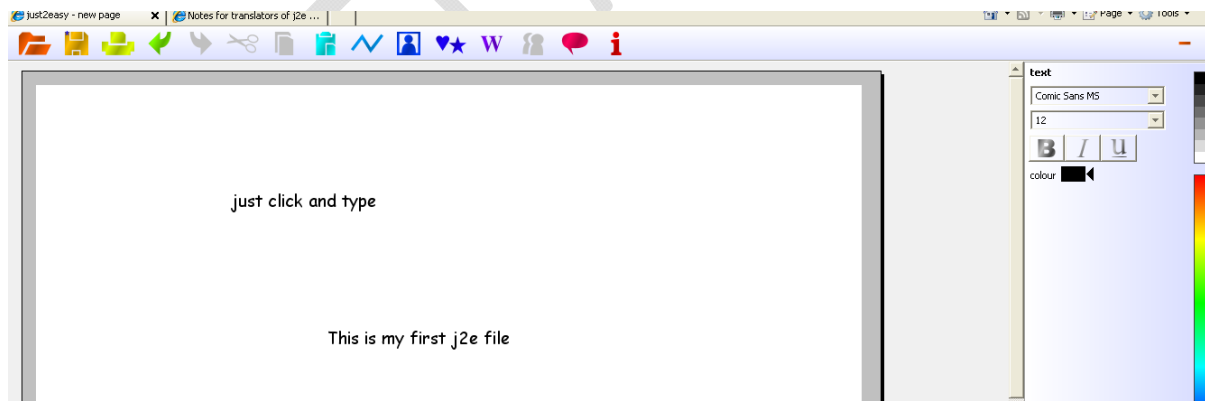 just2easy - new page
Notes for translators of j2e ...
Page
Tools
W
i
text
Comic Sans MS
12
B I u
colour
just click and type
This is my first j2e file